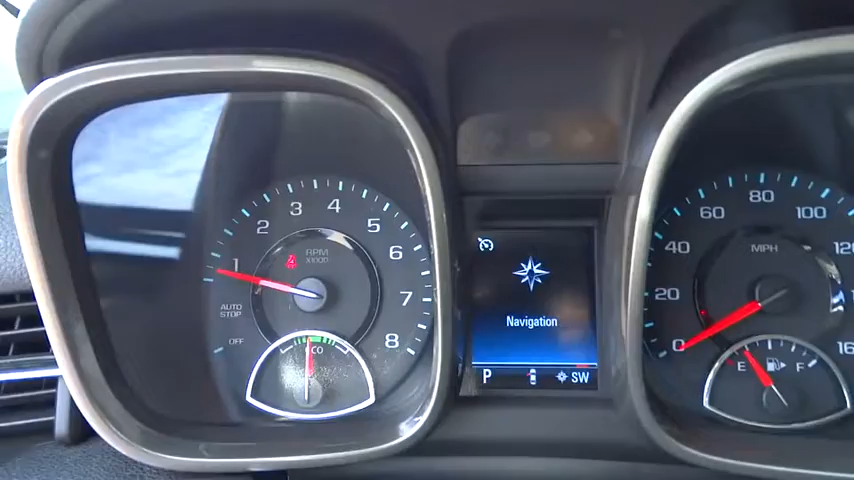 1 2 3 4 5 6 7 8
RPM
X1000
4
AUTO
STOP
OFF
ECO
Navigation
P SW
0 20 40 60 80 100
MPH
E F